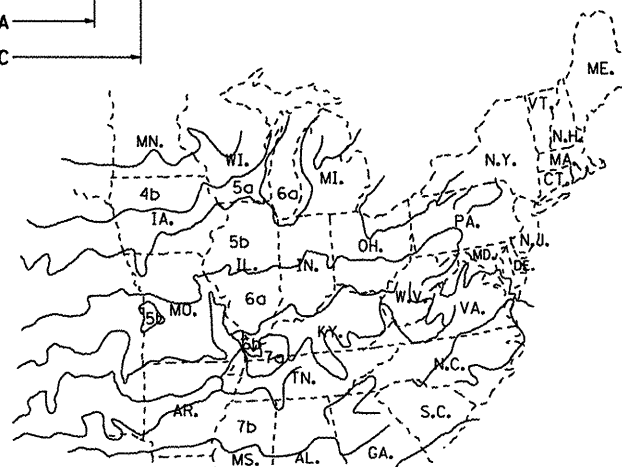 A
C
ME.
VT.
MN.
N.H.
WI.
N.Y.
MA.
MI.
CT.
4b
5a
6a
IA.
PA.
5b
OH.
N.J.
IL.
IN.
MD.
DE.
6a
W.V.
5b
MO.
VA.
KY.
6b
7a
N.C.
TN.
AR.
S.C.
7b
MS.
AL.
GA.